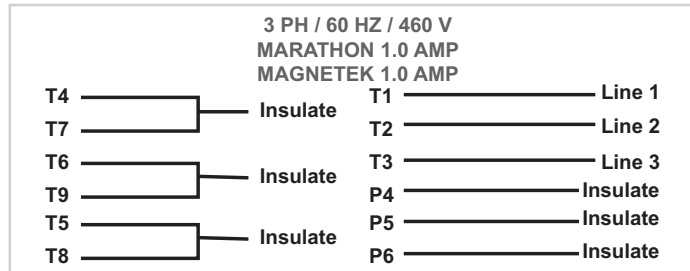 3 PH / 60 HZ / 460 V
MARATHON 1.0 AMP
MAGNETEK 1.0 AMP
T4
T7
Insulate
T6
T9
Insulate
T5
T8
Insulate
T1 Line 1
T2 Line 2
T3 Line 3
P4 Insulate
P5 Insulate
P6 Insulate